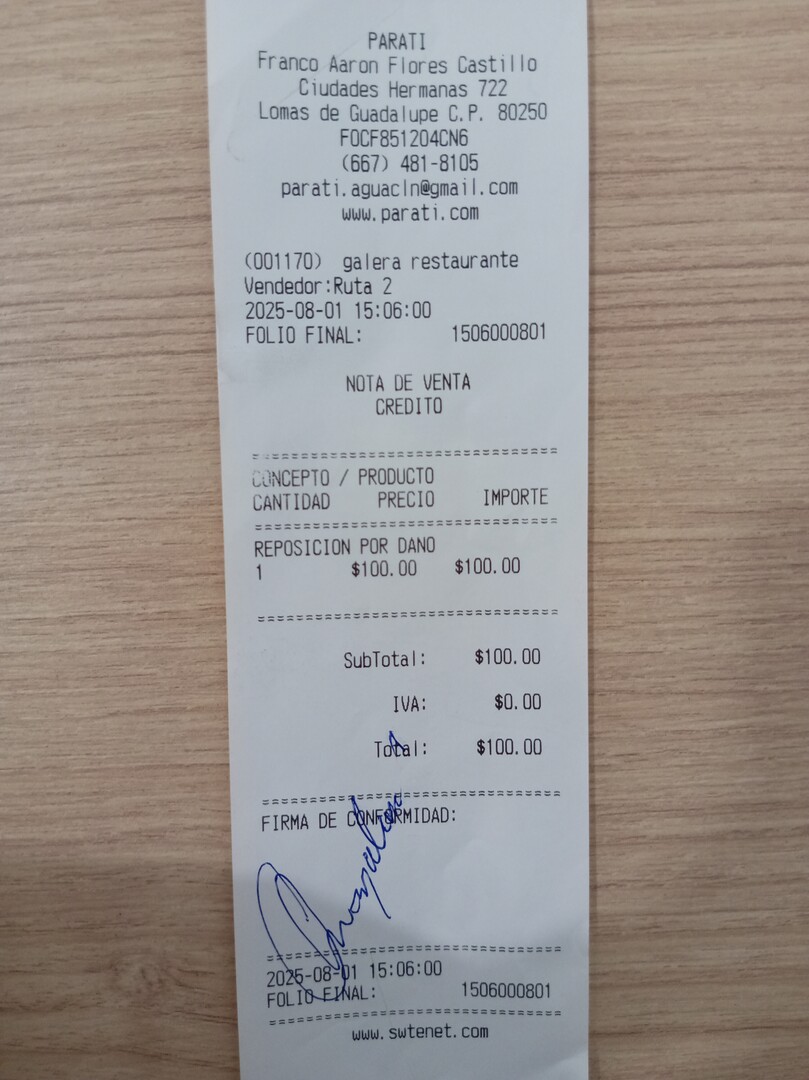 PARATI
Franco Aaron Flores Castillo
Ciudades Hermanas 722
Lomas de Guadalupe C.P. 80250
FOCF851204CN6
(667) 481-8105
parati.aguacln@gmail.com
www.parati.com
(001170) galera restaurante
Vendedor:Ruta 2
2025-08-01 15:06:00
FOLIO FINAL: 1506000801
NOTA DE VENTA
CREDITO
CONCEPTO / PRODUCTO
CANTIDAD PRECIO IMPORTE
REPOSICION POR DANO
1 $100.00 $100.00
SubTotal: $100.00
IVA: $0.00
Total: $100.00
FIRMA DE CONFORMIDAD:
2025-08-01 15:06:00
FOLIO FINAL: 1506000801
www.swtenet.com